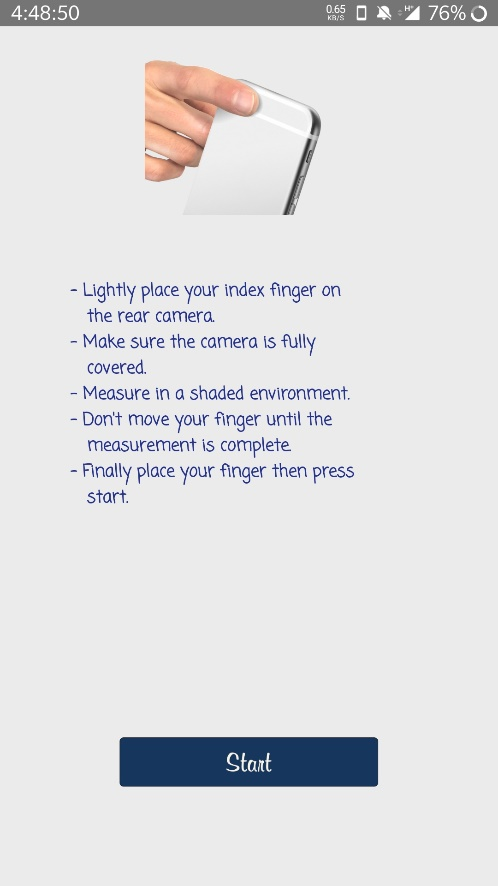 4:48:50 0.65 KB/S H+ 76%
- Lightly place your index finger on
the rear camera.
- Make sure the camera is fully
covered.
- Measure in a shaded environment.
- Don't move your finger until the
measurement is complete.
- Finally place your finger then press
start.
Start